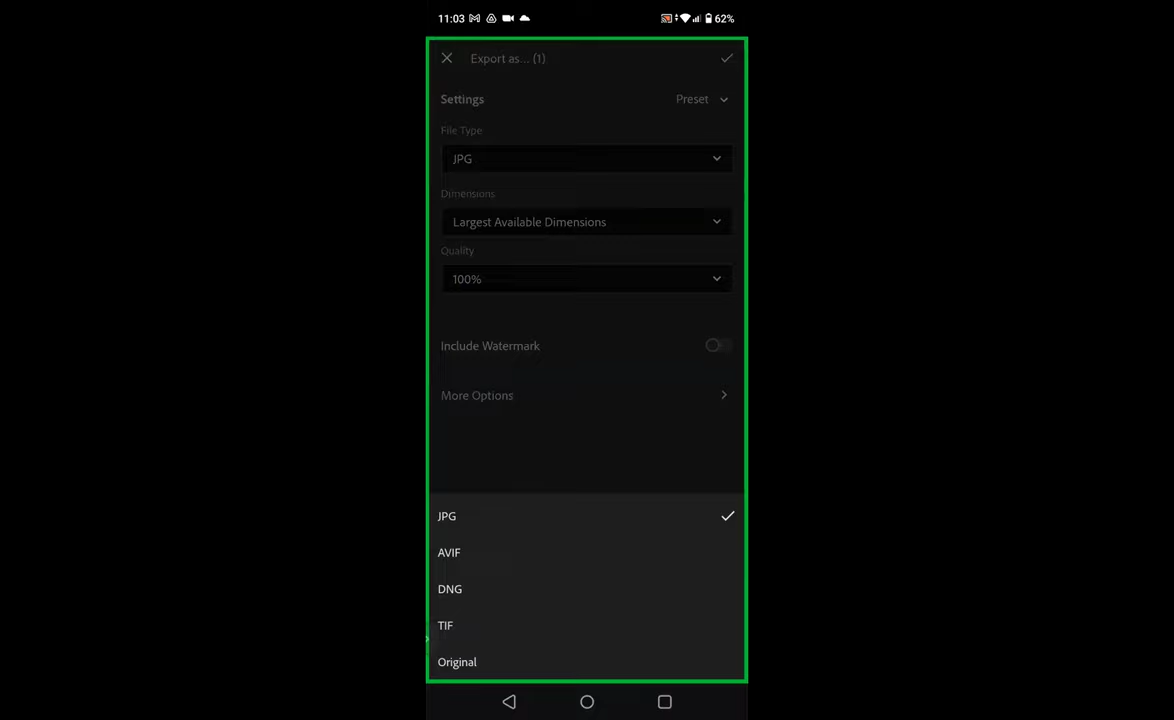 11:03 62%
Export as... (1)
Settings Preset
File Type
JPG
Dimensions
Largest Available Dimensions
Quality
100%
Include Watermark
More Options
JPG
AVIF
DNG
TIF
Original